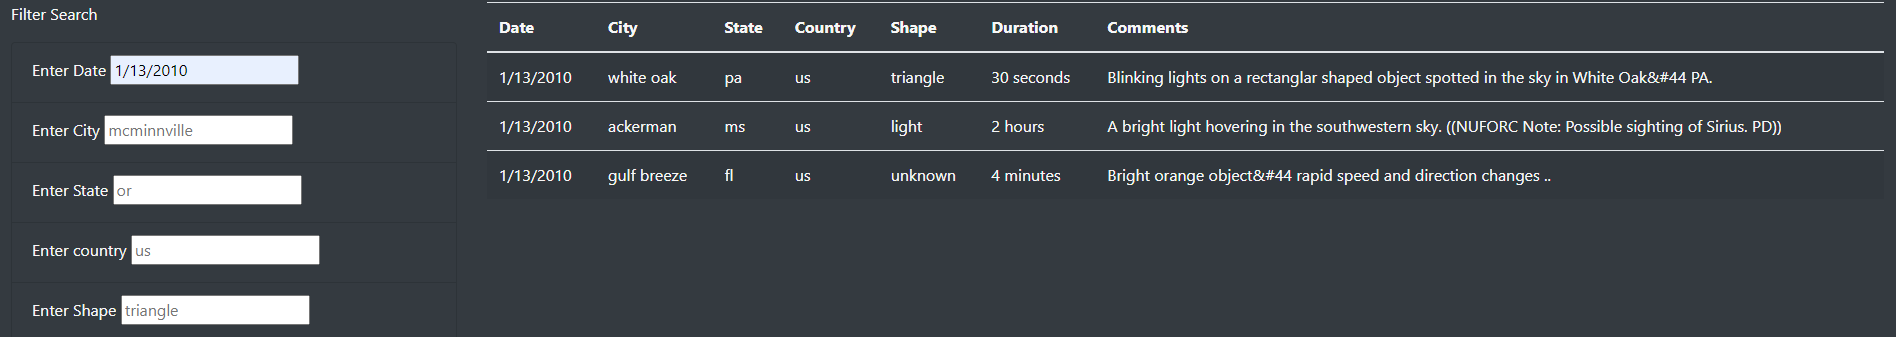 Filter Search
Enter Date 1/13/2010
Enter City mcminnville
Enter State or
Enter country us
Enter Shape triangle
Date City State Country Shape Duration Comments
1/13/2010 white oak pa us triangle 30 seconds Blinking lights on a rectanglar shaped object spotted in the sky in White Oak&#44 PA.
1/13/2010 ackerman ms us light 2 hours A bright light hovering in the southwestern sky. ((NUFORC Note: Possible sighting of Sirius. PD))
1/13/2010 gulf breeze fl us unknown 4 minutes Bright orange object&#44 rapid speed and direction changes ..